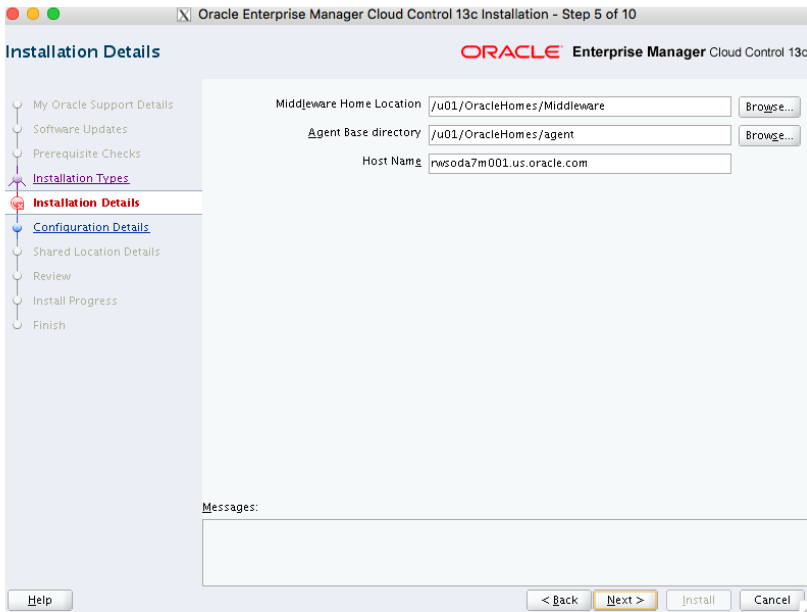 Oracle Enterprise Manager Cloud Control 13c Installation - Step 5 of 10
Installation Details
ORACLE Enterprise Manager Cloud Control 13c
My Oracle Support Details
Software Updates
Prerequisite Checks
Installation Types
Installation Details
Configuration Details
Shared Location Details
Review
Install Progress
Finish
Middleware Home Location /u01/OracleHomes/Middleware Browse...
Agent Base directory /u01/OracleHomes/agent Browse...
Host Name rwsoda7m001.us.oracle.com
Messages:
Help < Back Next > Install Cancel